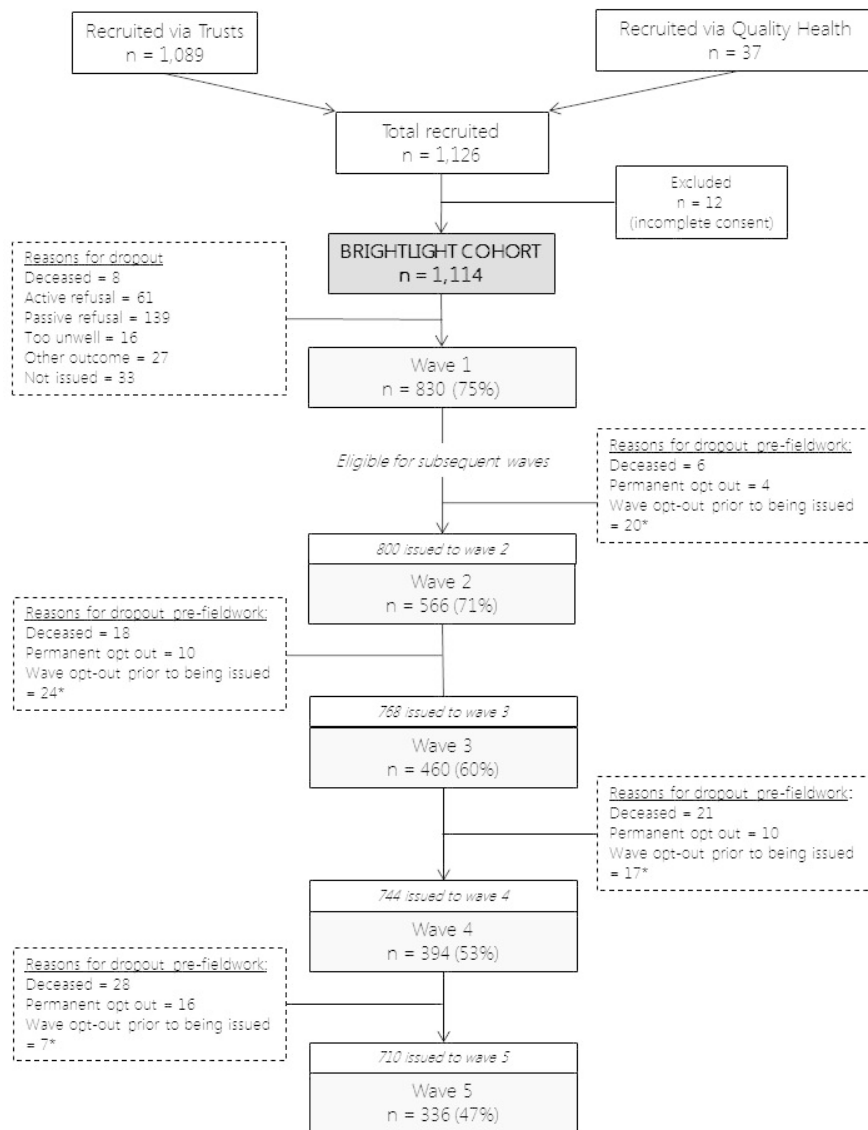 Recruited via Trusts
n = 1,089
Recruited via Quality Health
n = 37
Total recruited
n = 1,126
Excluded
n = 12
(incomplete consent)
BRIGHTLIGHT COHORT
n = 1,114
Reasons for dropout
Deceased = 8
Active refusal = 61
Passive refusal = 139
Too unwell = 16
Other outcome = 27
Not issued = 33
Wave 1
n = 830 (75%)
Eligible for subsequent waves
Reasons for dropout pre-fieldwork:
Deceased = 6
Permanent opt out = 4
Wave opt-out prior to being issued
= 20*
800 issued to wave 2
Wave 2
n = 566 (71%)
Reasons for dropout pre-fieldwork:
Deceased = 18
Permanent opt out = 10
Wave opt-out prior to being issued
= 24*
768 issued to wave 3
Wave 3
n = 460 (60%)
Reasons for dropout pre-fieldwork:
Deceased = 21
Permanent opt out = 10
Wave opt-out prior to being issued
= 17*
744 issued to wave 4
Wave 4
n = 394 (53%)
Reasons for dropout pre-fieldwork:
Deceased = 28
Permanent opt out = 16
Wave opt-out prior to being issued
= 7*
710 issued to wave 5
Wave 5
n = 336 (47%)